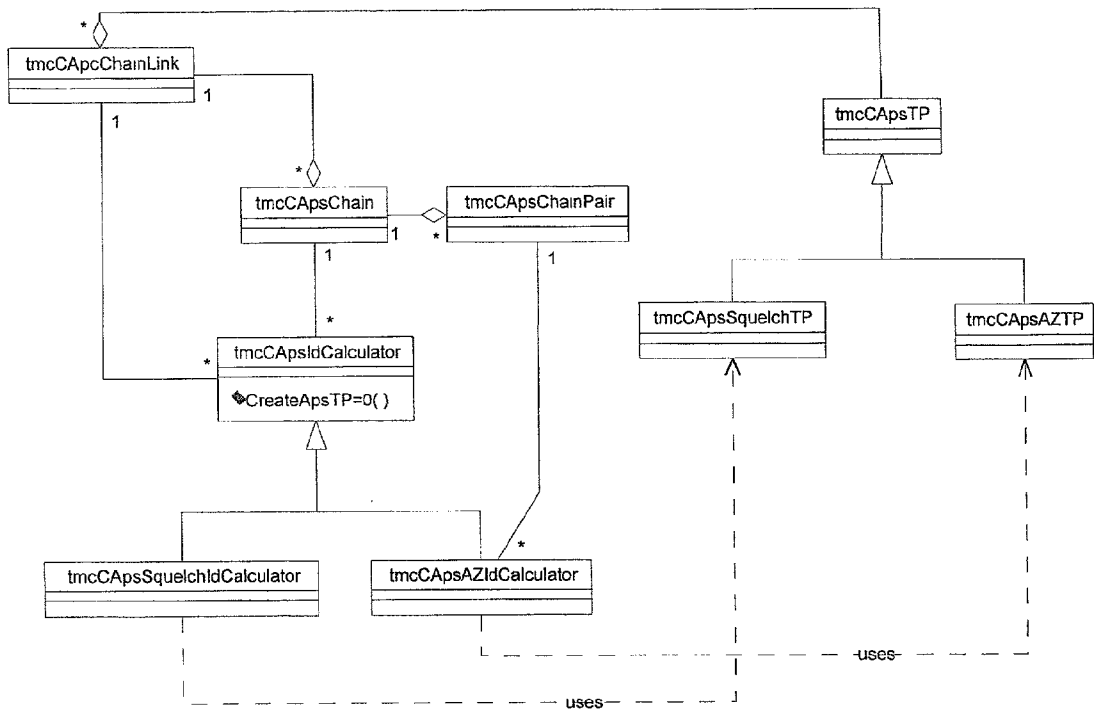 *
tmcCApcChainLink
1
1
tmcCApsTP
*
tmcCApsChain
tmcCApsChainPair
1
*
1
1
tmcCApsSquelchTP
tmcCApsAZTP
*
tmcCApsIdCalculator
*
CreateApsTP=0( )
*
tmcCApsSquelchIdCalculator
tmcCApsAZIdCalculator
uses
uses